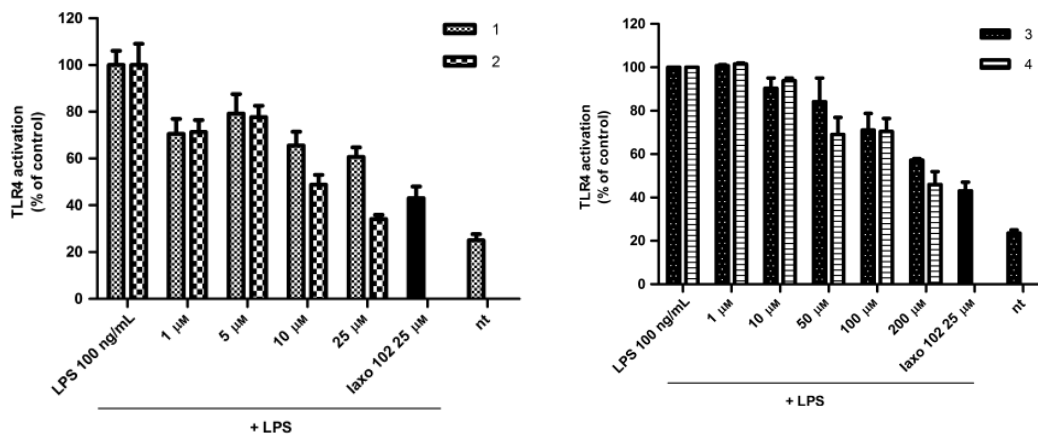 120
100
80
60
40
20
0
TLR4 activation
(% of control)
1
2
LPS 100 ng/mL
1 μM
5 μM
10 μM
25 μM
Iaxo 102 25 μM
nt
+ LPS
120
100
80
60
40
20
0
TLR4 activation
(% of control)
3
4
LPS 100 ng/mL
1 μM
10 μM
50 μM
100 μM
200 μM
Iaxo 102 25 μM
nt
+ LPS